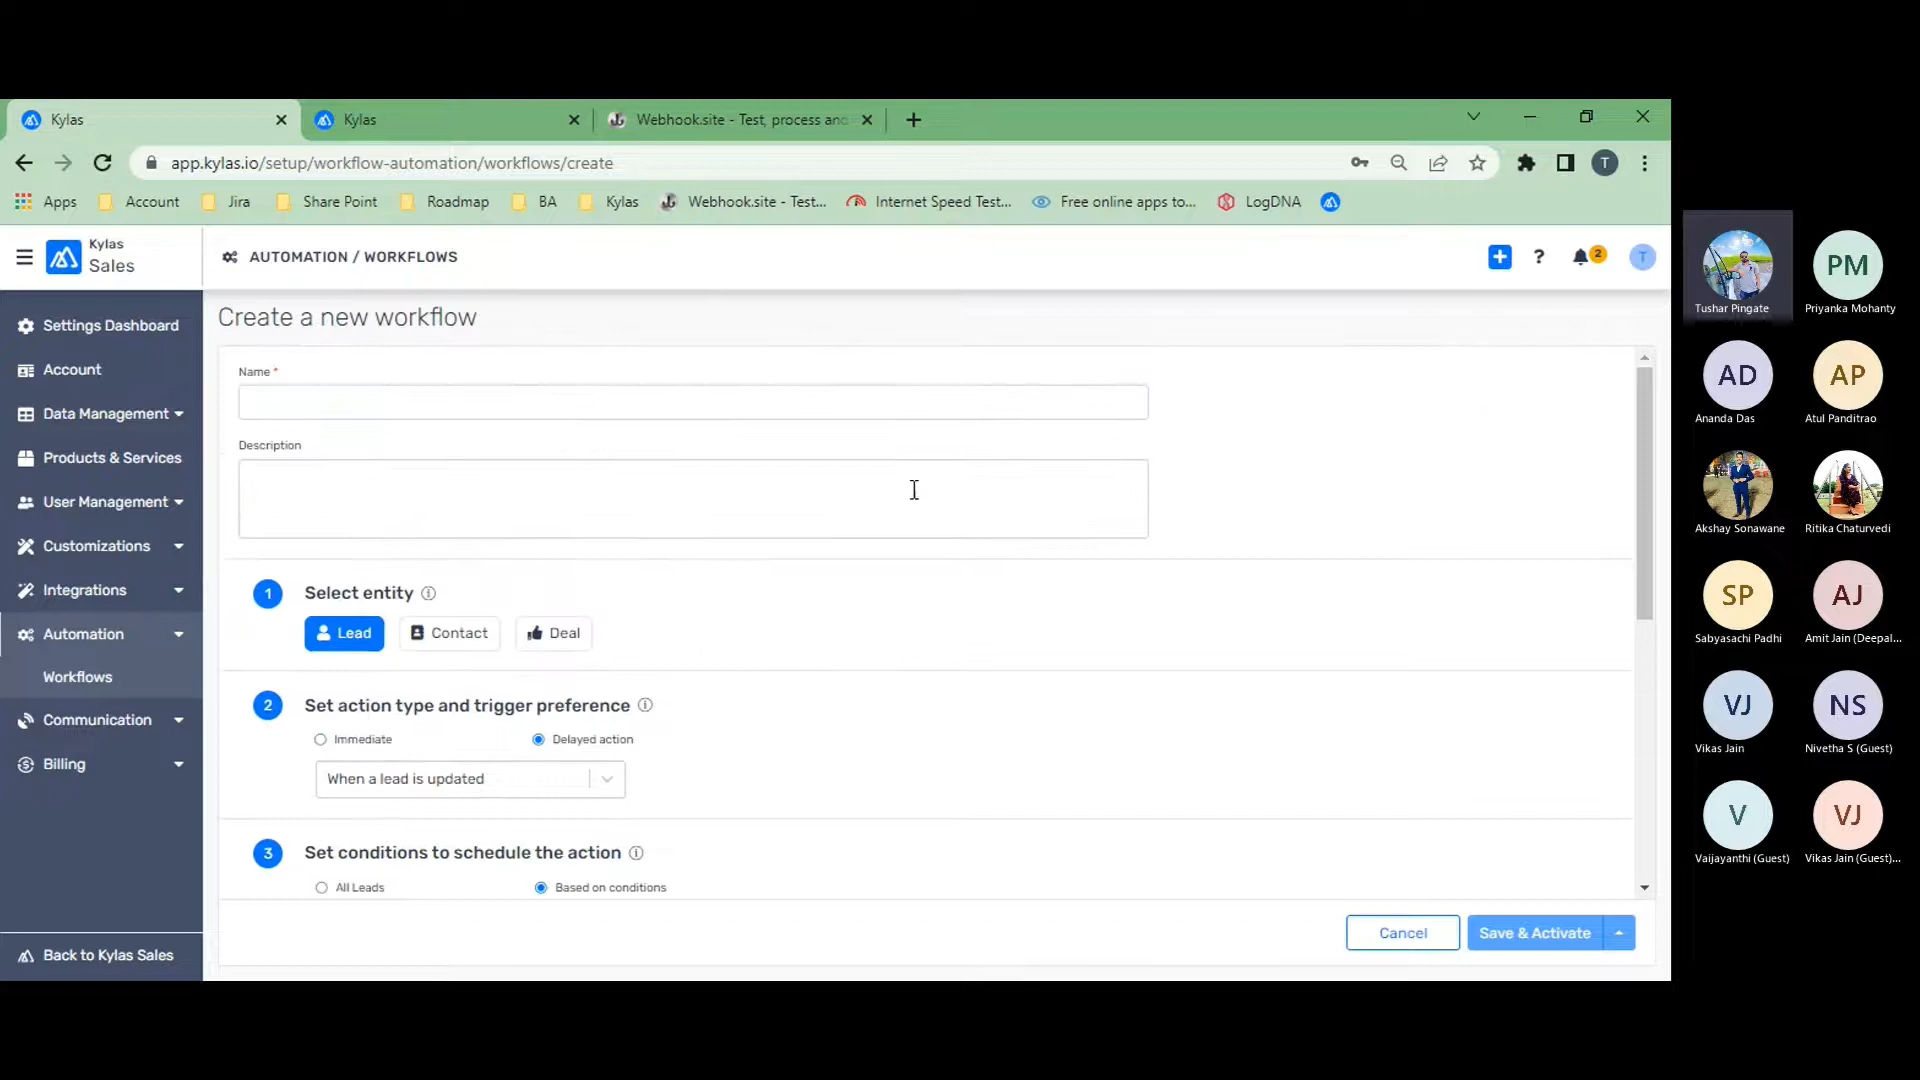 Kylas
Kylas
Webhook.site - Test, process and
app.kylas.io/setup/workflow-automation/workflows/create
T
Apps
Account
Jira
Share Point
Roadmap
BA
Kylas
Webhook.site - Test...
Internet Speed Test...
Free online apps to...
LogDNA
Kylas
Sales
AUTOMATION / WORKFLOWS
?
2
T
Settings Dashboard
Account
Data Management
Products & Services
User Management
Customizations
Integrations
Automation
Workflows
Communication
Billing
Back to Kylas Sales
Create a new workflow
Name *
Description
1 Select entity
Lead
Contact
Deal
2 Set action type and trigger preference
Immediate
Delayed action
When a lead is updated
3 Set conditions to schedule the action
All Leads
Based on conditions
Cancel
Save & Activate
Tushar Pingate
PM
Priyanka Mohanty
AD
Ananda Das
AP
Atul Panditrao
Akshay Sonawane
Ritika Chaturvedi
SP
Sabyasachi Padhi
AJ
Amit Jain (Deepal...
VJ
Vikas Jain
NS
Nivetha S (Guest)
V
Vaijayanthi (Guest)
VJ
Vikas Jain (Guest)...